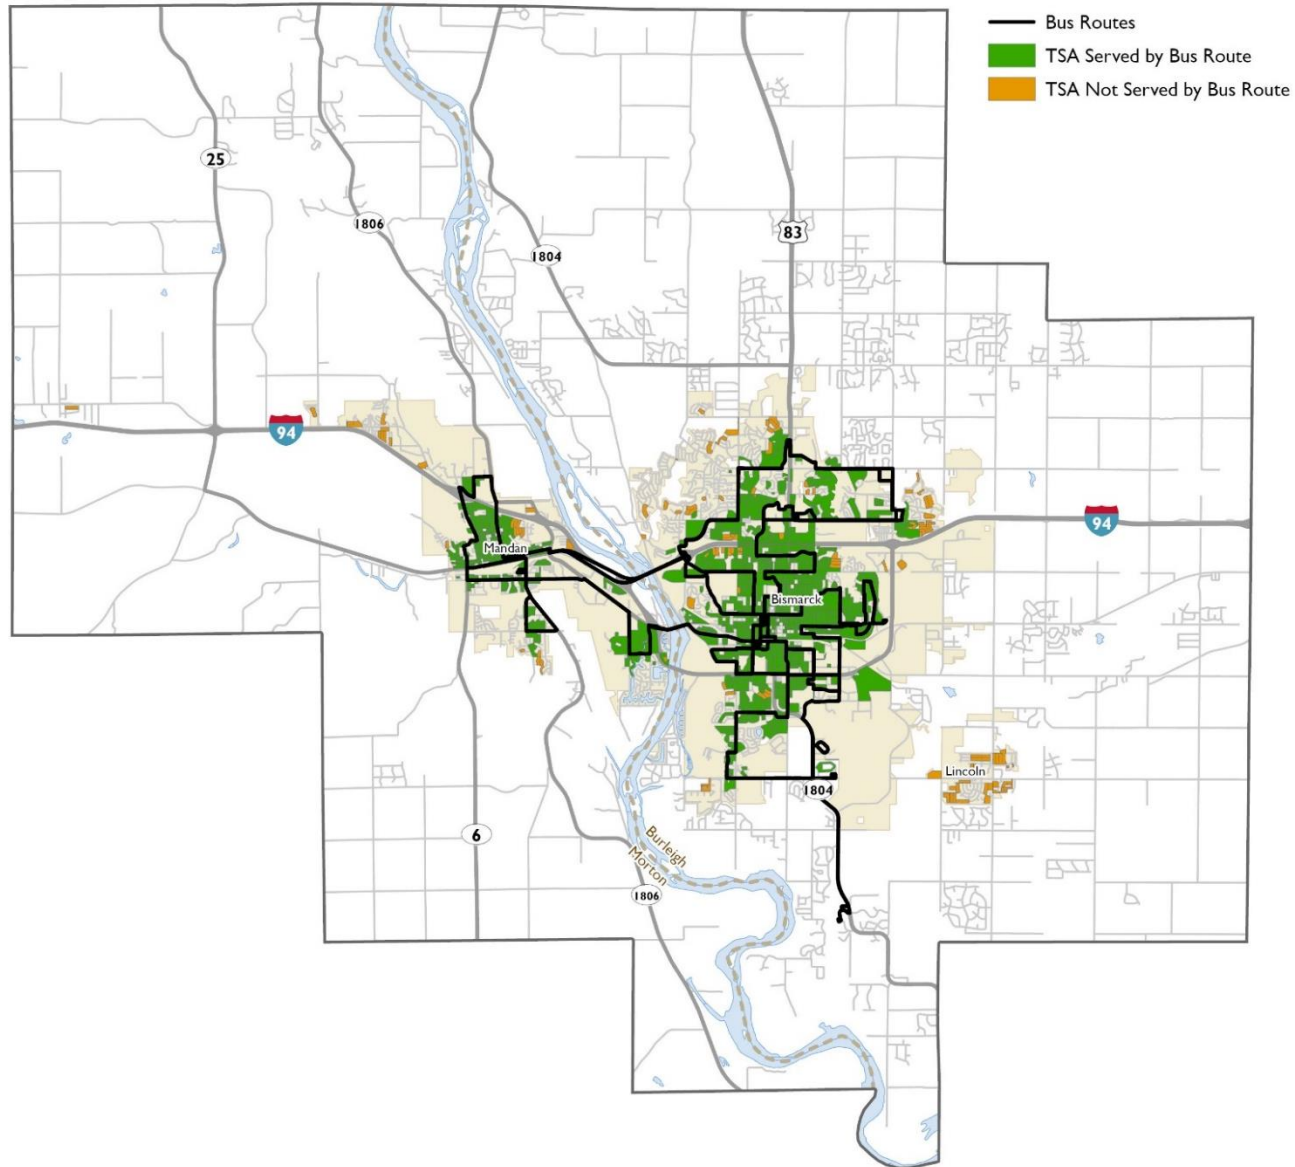 Bus Routes
TSA Served by Bus Route
TSA Not Served by Bus Route
25
1806
83
1804
94
94
Mandan
Bismarck
Lincoln
1804
6
Burleigh
Morton
1806